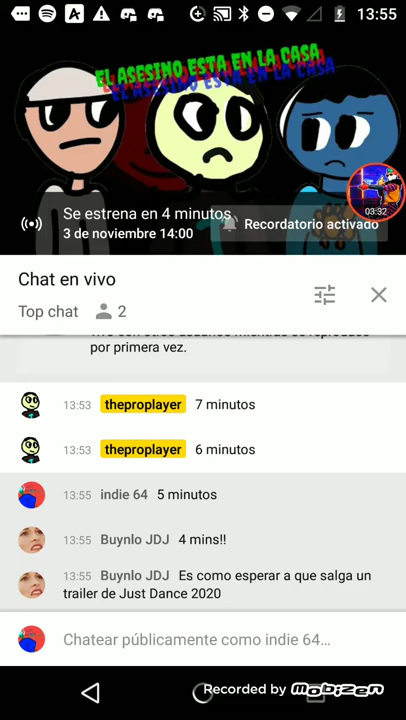 13:55
EL ASESINO ESTA EN LA CASA
Se estrena en 4 minutos
3 de noviembre 14:00
Recordatorio activado
03:32
Chat en vivo
Top chat 2
por primera vez.
13:53 theproplayer 7 minutos
13:53 theproplayer 6 minutos
13:55 indie 64 5 minutos
13:55 Buynlo JDJ 4 mins!!
13:55 Buynlo JDJ Es como esperar a que salga un
trailer de Just Dance 2020
Chatear públicamente como indie 64...
Recorded by Mobizen